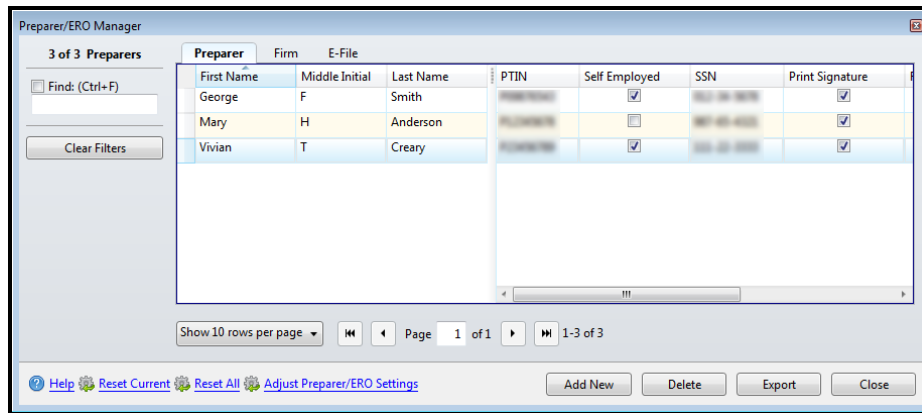 Preparer/ERO Manager
3 of 3 Preparers
Find: (Ctrl+F)
Clear Filters
Preparer Firm E-File
First Name Middle Initial Last Name PTIN Self Employed SSN Print Signature
George F Smith
Mary H Anderson
Vivian T Creary
Show 10 rows per page Page 1 of 1 1-3 of 3
Help Reset Current Reset All Adjust Preparer/ERO Settings Add New Delete Export Close